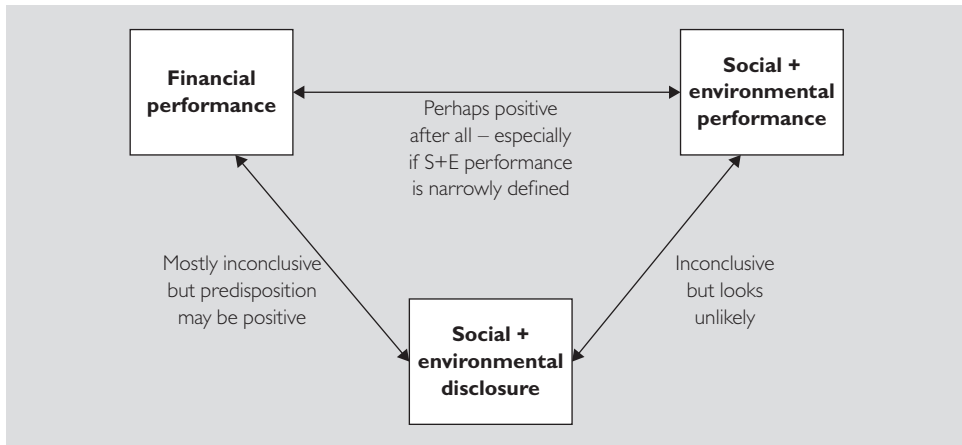 Financial
performance
Social +
environmental
performance
Perhaps positive
after all – especially
if S+E performance
is narrowly defined
Mostly inconclusive
but predisposition
may be positive
Inconclusive
but looks
unlikely
Social +
environmental
disclosure